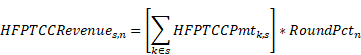 HFPTCCRevenue_{s,n} = [∑_{k∈s} HFPTCCPmt_{k,s}] * RoundPct_n